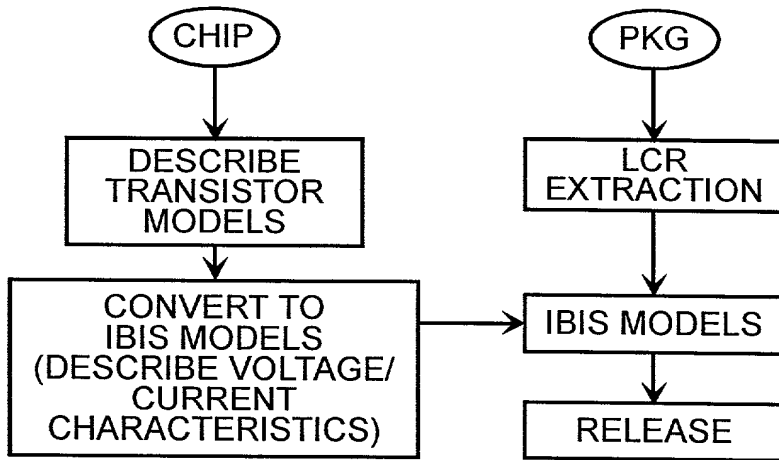 CHIP
DESCRIBE
TRANSISTOR
MODELS
CONVERT TO
IBIS MODELS
(DESCRIBE VOLTAGE/
CURRENT
CHARACTERISTICS)
PKG
LCR
EXTRACTION
IBIS MODELS
RELEASE